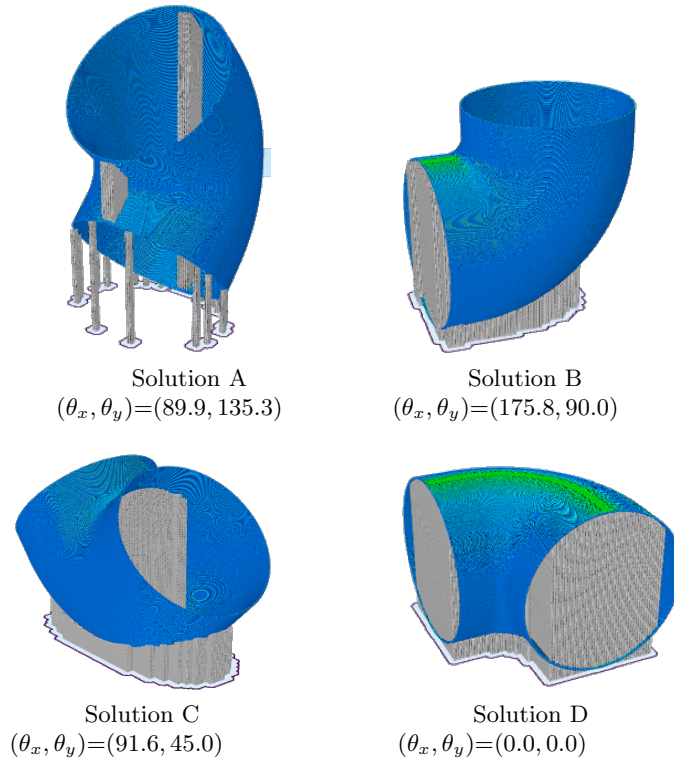 Solution A
(θx, θy)=(89.9, 135.3)
Solution B
(θx, θy)=(175.8, 90.0)
Solution C
(θx, θy)=(91.6, 45.0)
Solution D
(θx, θy)=(0.0, 0.0)